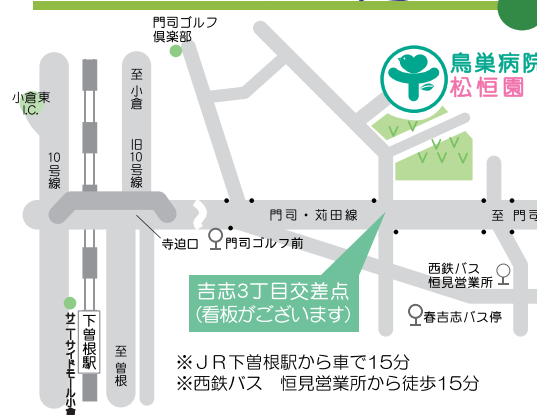 門司ゴルフ
倶楽部
鳥巣病院
松恒園
至小倉
小倉東
I.C.
10号線
旧10号線
門司・苅田線
至 門司
寺迫口
門司ゴルフ前
吉志3丁目交差点
(看板がございます)
西鉄バス
恒見営業所
春吉志バス停
下曽根駅
サニーサイドモール小倉
至曽根
※JR下曽根駅から車で15分
※西鉄バス 恒見営業所から徒歩15分